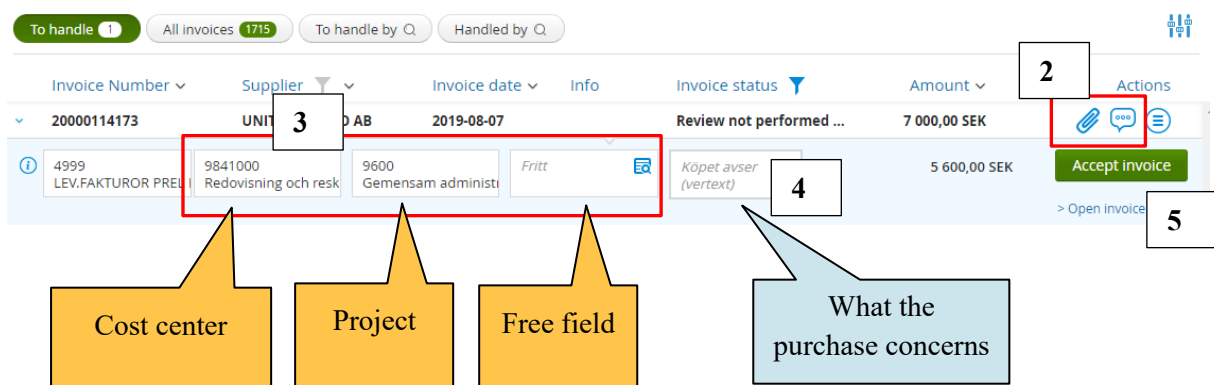 To handle 1 All invoices 1715 To handle by Handled by
2
Invoice Number Supplier Invoice date Info Invoice status Amount Actions
3
20000114173 UNIT AB 2019-08-07 Review not performed ... 7 000,00 SEK
4999 9841000 9600 Fritt Köpet avser 5 600,00 SEK Accept invoice
LEV.FAKTUROR PREL Redovisning och resk Gemensam administr (vertext)
4
> Open invoice
5
Cost center Project Free field What the
purchase concerns